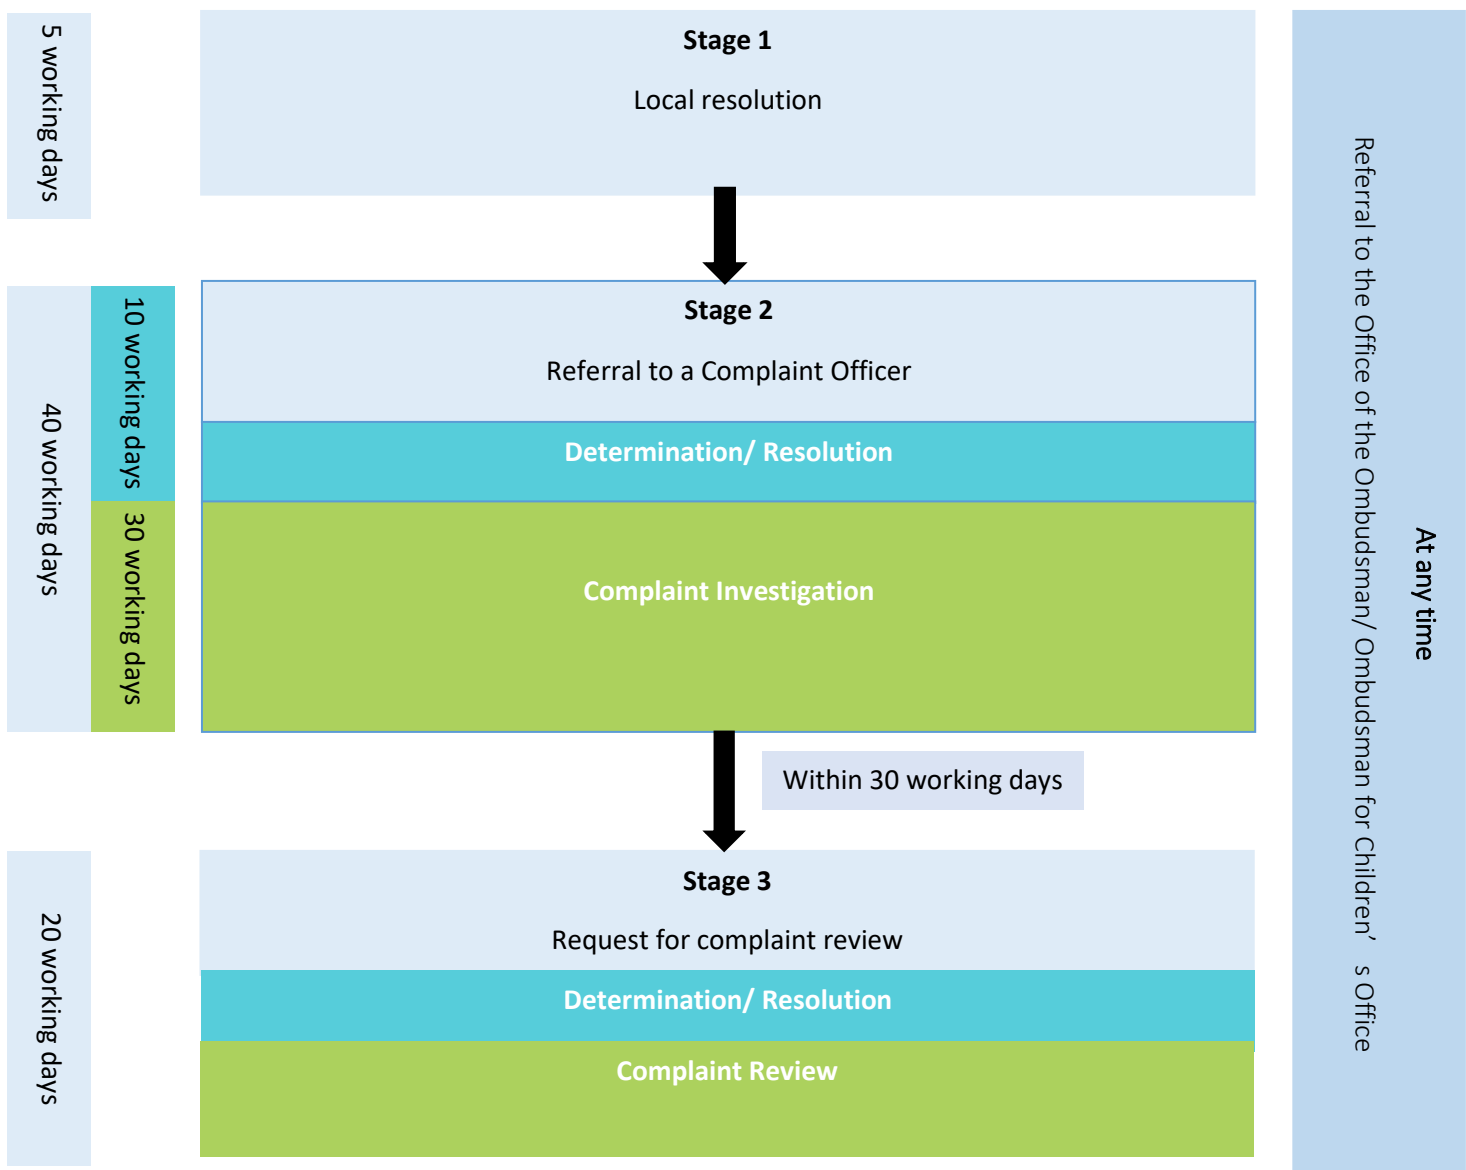 5 working days
Stage 1
Local resolution
40 working days
10 working days
30 working days
Stage 2
Referral to a Complaint Officer
Determination/ Resolution
Complaint Investigation
Within 30 working days
20 working days
Stage 3
Request for complaint review
Determination/ Resolution
Complaint Review
At any time
Referral to the Office of the Ombudsman/ Ombudsman for Children’ s Office